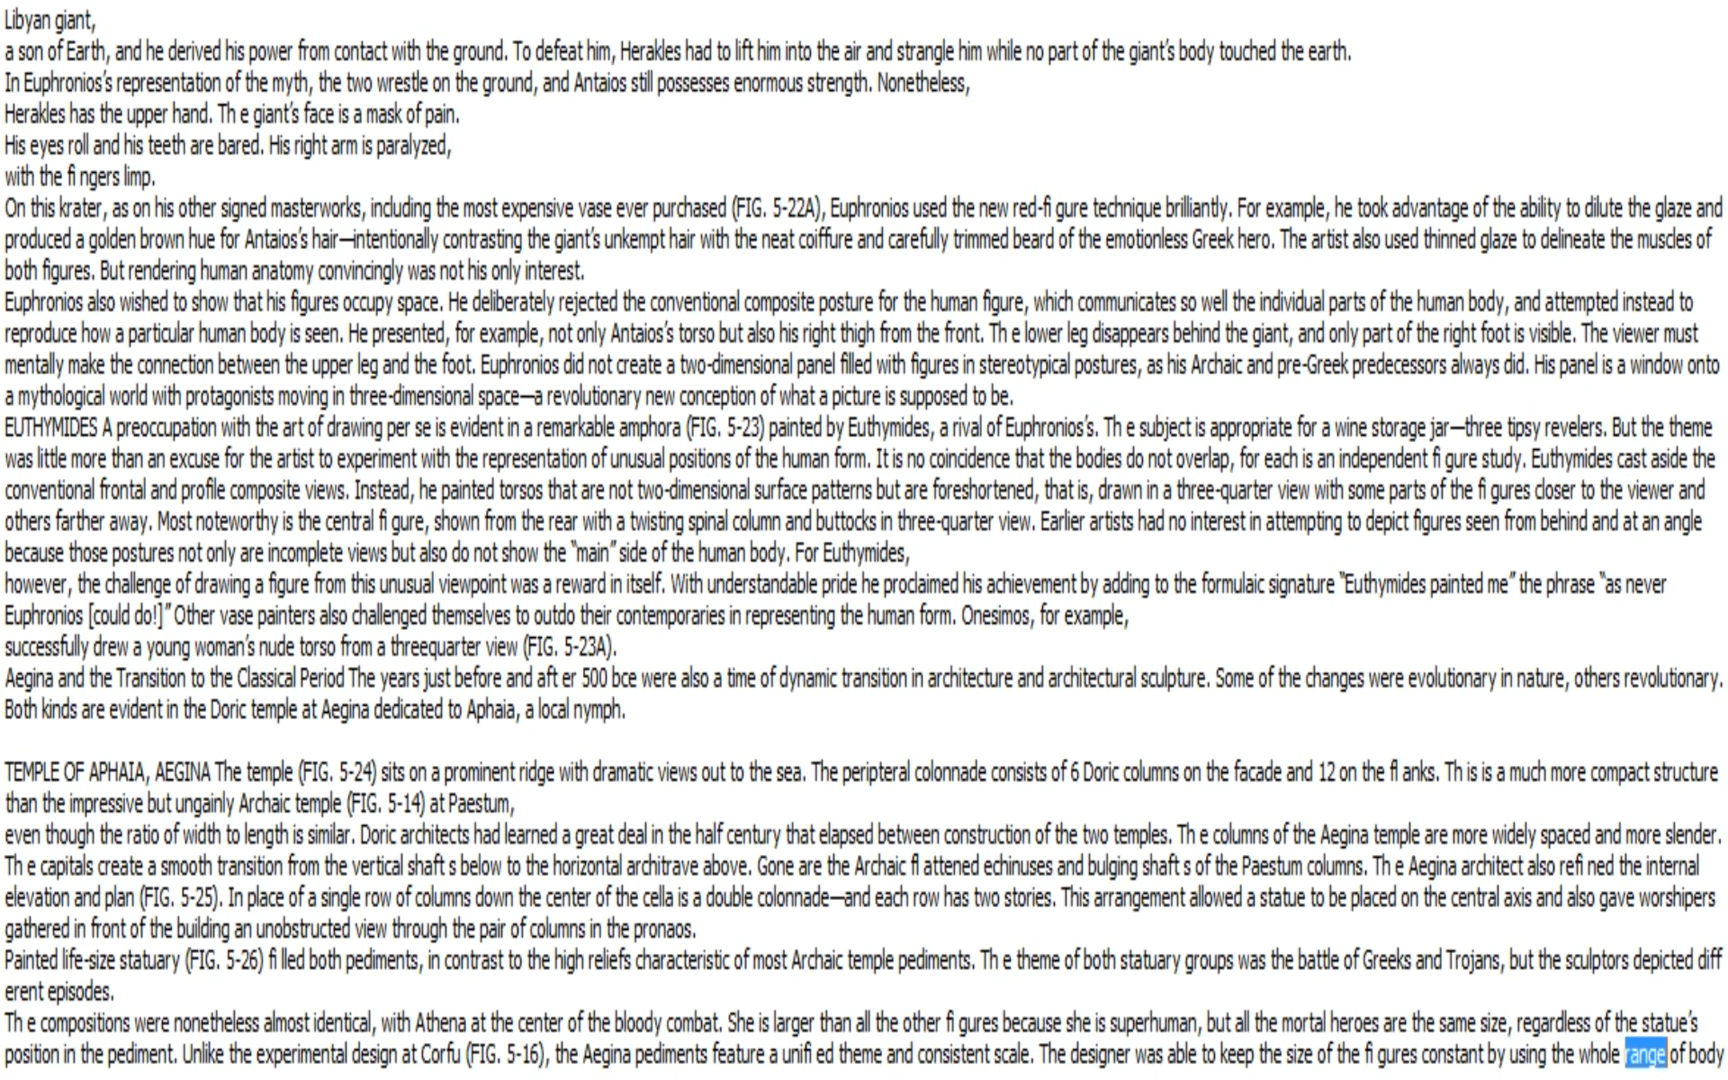 Libyan giant,
a son of Earth, and he derived his power from contact with the ground. To defeat him, Herakles had to lift him into the air and strangle him while no part of the giant's body touched the earth.
In Euphronios's representation of the myth, the two wrestle on the ground, and Antaios still possesses enormous strength. Nonetheless,
Herakles has the upper hand. Th e giant's face is a mask of pain.
His eyes roll and his teeth are bared. His right arm is paralyzed,
with the fi ngers limp.
On this krater, as on his other signed masterworks, including the most expensive vase ever purchased (FIG. 5-22A), Euphronios used the new red-fi gure technique brilliantly. For example, he took advantage of the ability to dilute the glaze and
produced a golden brown hue for Antaios's hair—intentionally contrasting the giant's unkempt hair with the neat coiffure and carefully trimmed beard of the emotionless Greek hero. The artist also used thinned glaze to delineate the muscles of
both figures. But rendering human anatomy convincingly was not his only interest.
Euphronios also wished to show that his figures occupy space. He deliberately rejected the conventional composite posture for the human figure, which communicates so well the individual parts of the human body, and attempted instead to
reproduce how a particular human body is seen. He presented, for example, not only Antaios's torso but also his right thigh from the front. Th e lower leg disappears behind the giant, and only part of the right foot is visible. The viewer must
mentally make the connection between the upper leg and the foot. Euphronios did not create a two-dimensional panel filled with figures in stereotypical postures, as his Archaic and pre-Greek predecessors always did. His panel is a window onto
a mythological world with protagonists moving in three-dimensional space—a revolutionary new conception of what a picture is supposed to be.
EUTHYMIDES A preoccupation with the art of drawing per se is evident in a remarkable amphora (FIG. 5-23) painted by Euthymides, a rival of Euphronios's. Th e subject is appropriate for a wine storage jar—three tipsy revelers. But the theme
was little more than an excuse for the artist to experiment with the representation of unusual positions of the human form. It is no coincidence that the bodies do not overlap, for each is an independent fi gure study. Euthymides cast aside the
conventional frontal and profile composite views. Instead, he painted torsos that are not two-dimensional surface patterns but are foreshortened, that is, drawn in a three-quarter view with some parts of the fi gures closer to the viewer and
others farther away. Most noteworthy is the central fi gure, shown from the rear with a twisting spinal column and buttocks in three-quarter view. Earlier artists had no interest in attempting to depict figures seen from behind and at an angle
because those postures not only are incomplete views but also do not show the "main" side of the human body. For Euthymides,
however, the challenge of drawing a figure from this unusual viewpoint was a reward in itself. With understandable pride he proclaimed his achievement by adding to the formulaic signature "Euthymides painted me" the phrase "as never
Euphronios [could do!]" Other vase painters also challenged themselves to outdo their contemporaries in representing the human form. Onesimos, for example,
successfully drew a young woman's nude torso from a threequarter view (FIG. 5-23A).
Aegina and the Transition to the Classical Period The years just before and aft er 500 bce were also a time of dynamic transition in architecture and architectural sculpture. Some of the changes were evolutionary in nature, others revolutionary.
Both kinds are evident in the Doric temple at Aegina dedicated to Aphaia, a local nymph.
TEMPLE OF APHAIA, AEGINA The temple (FIG. 5-24) sits on a prominent ridge with dramatic views out to the sea. The peripteral colonnade consists of 6 Doric columns on the facade and 12 on the fl anks. Th is is a much more compact structure
than the impressive but ungainly Archaic temple (FIG. 5-14) at Paestum,
even though the ratio of width to length is similar. Doric architects had learned a great deal in the half century that elapsed between construction of the two temples. Th e columns of the Aegina temple are more widely spaced and more slender.
Th e capitals create a smooth transition from the vertical shaft s below to the horizontal architrave above. Gone are the Archaic fl attened echinuses and bulging shaft s of the Paestum columns. Th e Aegina architect also refi ned the internal
elevation and plan (FIG. 5-25). In place of a single row of columns down the center of the cella is a double colonnade—and each row has two stories. This arrangement allowed a statue to be placed on the central axis and also gave worshipers
gathered in front of the building an unobstructed view through the pair of columns in the pronaos.
Painted life-size statuary (FIG. 5-26) fi lled both pediments, in contrast to the high reliefs characteristic of most Archaic temple pediments. Th e theme of both statuary groups was the battle of Greeks and Trojans, but the sculptors depicted diff
erent episodes.
Th e compositions were nonetheless almost identical, with Athena at the center of the bloody combat. She is larger than all the other fi gures because she is superhuman, but all the mortal heroes are the same size, regardless of the statue's
position in the pediment. Unlike the experimental design at Corfu (FIG. 5-16), the Aegina pediments feature a unifi ed theme and consistent scale. The designer was able to keep the size of the fi gures constant by using the whole range of body